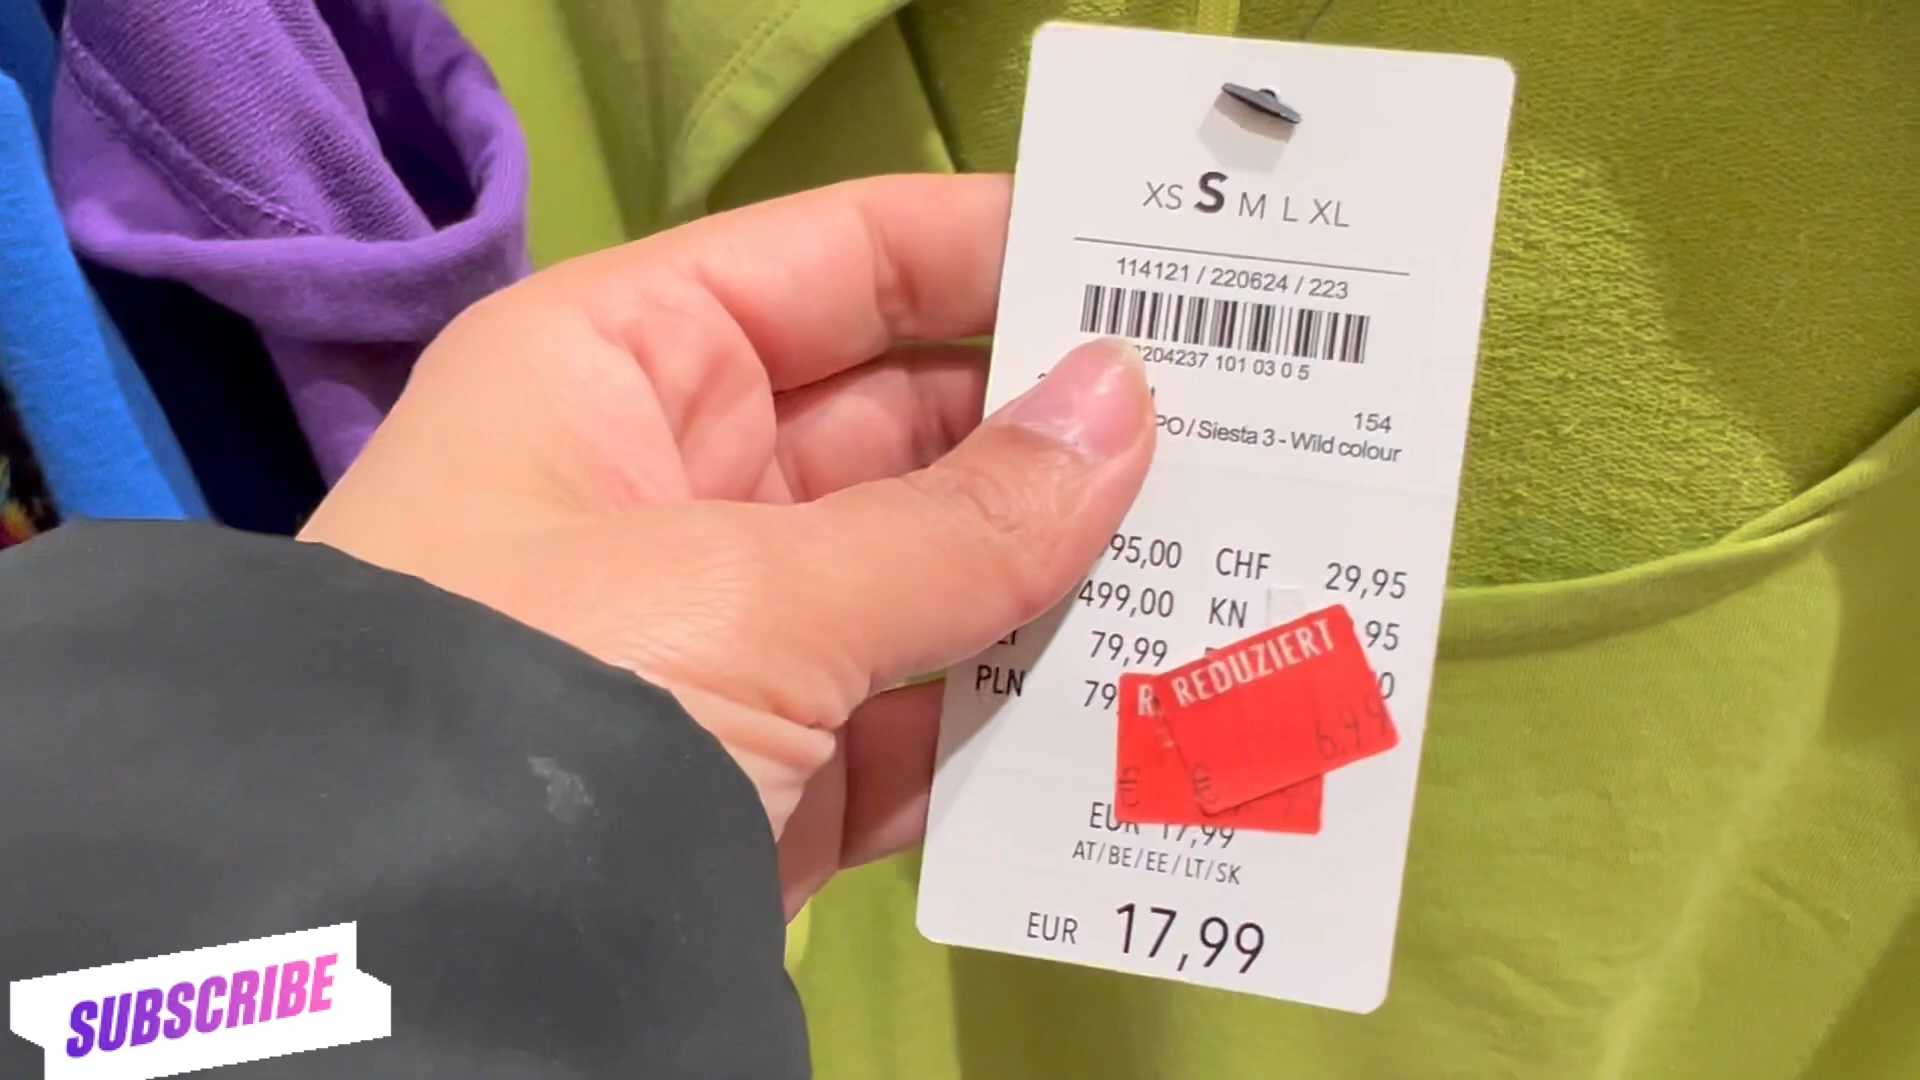 XS S M L XL
114121 / 220624 / 223
204237 101 03 0 5
154
PO / Siesta 3 - Wild colour
95,00 CHF 29,95
499,00 KN 95
79,99
PLN 79
REDUZIERT
R
6.99
€
€
EUR 17,99
AT/BE/EE/LT/SK
EUR 17,99
SUBSCRIBE